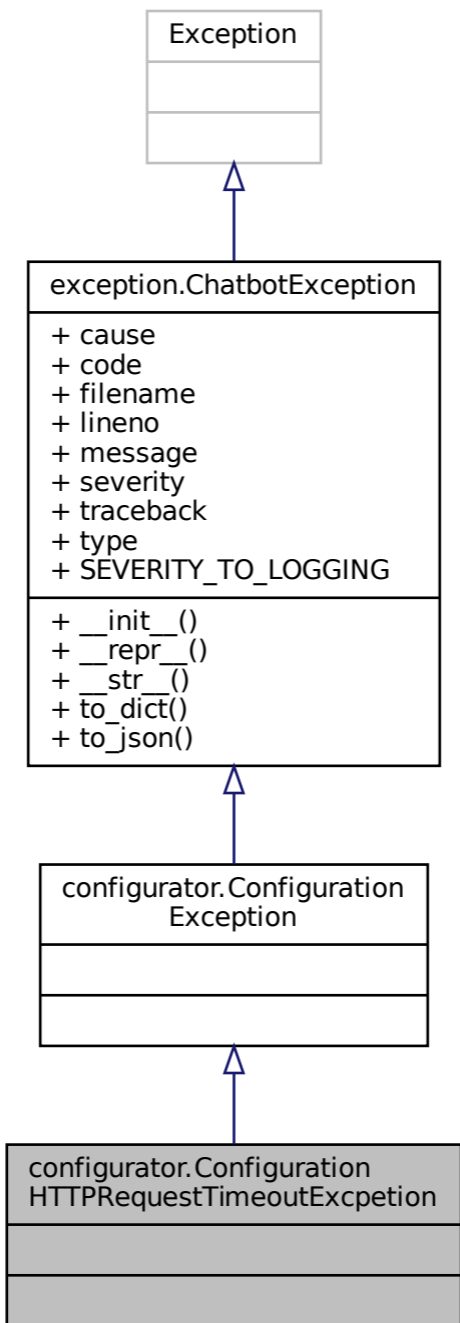 Exception
exception.ChatbotException
+ cause
+ code
+ filename
+ lineno
+ message
+ severity
+ traceback
+ type
+ SEVERITY_TO_LOGGING
+ __init__()
+ __repr__()
+ __str__()
+ to_dict()
+ to_json()
configurator.Configuration
Exception
configurator.Configuration
HTTPRequestTimeoutExcpetion